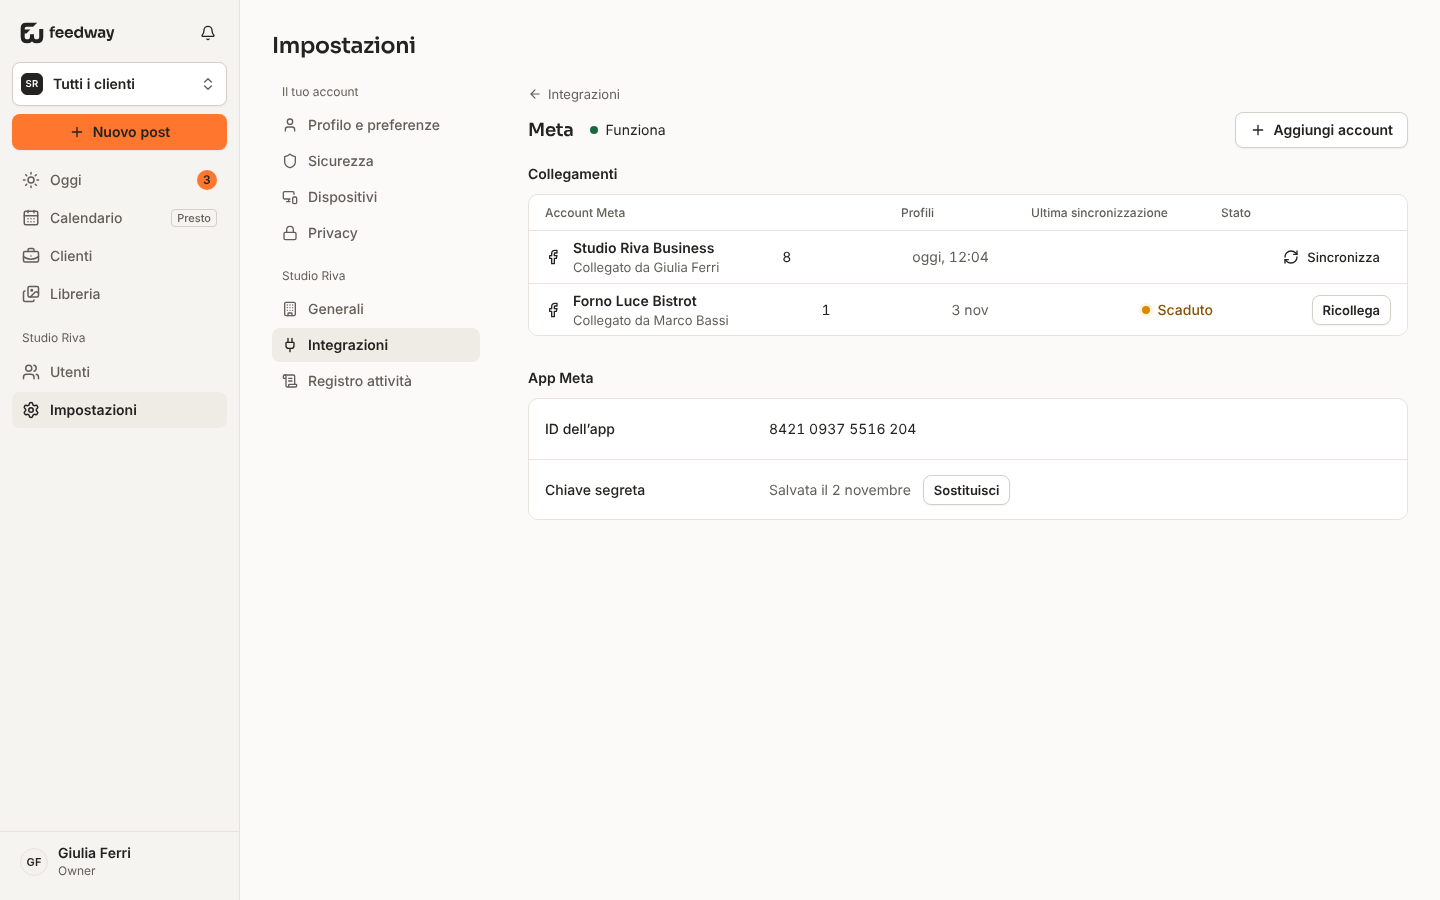 feedway
SR Tutti i clienti
Nuovo post
Oggi 3
Calendario Presto
Clienti
Libreria
Studio Riva
Utenti
Impostazioni
GF Giulia Ferri
Owner
Impostazioni
Il tuo account
Profilo e preferenze
Sicurezza
Dispositivi
Privacy
Studio Riva
Generali
Integrazioni
Registro attività
Integrazioni
Meta Funziona
Aggiungi account
Collegamenti
Account Meta Profili Ultima sincronizzazione Stato
Studio Riva Business 8 oggi, 12:04 Sincronizza
Collegato da Giulia Ferri
Forno Luce Bistrot 1 3 nov Scaduto Ricollega
Collegato da Marco Bassi
App Meta
ID dell’app 8421 0937 5516 204
Chiave segreta Salvata il 2 novembre Sostituisci